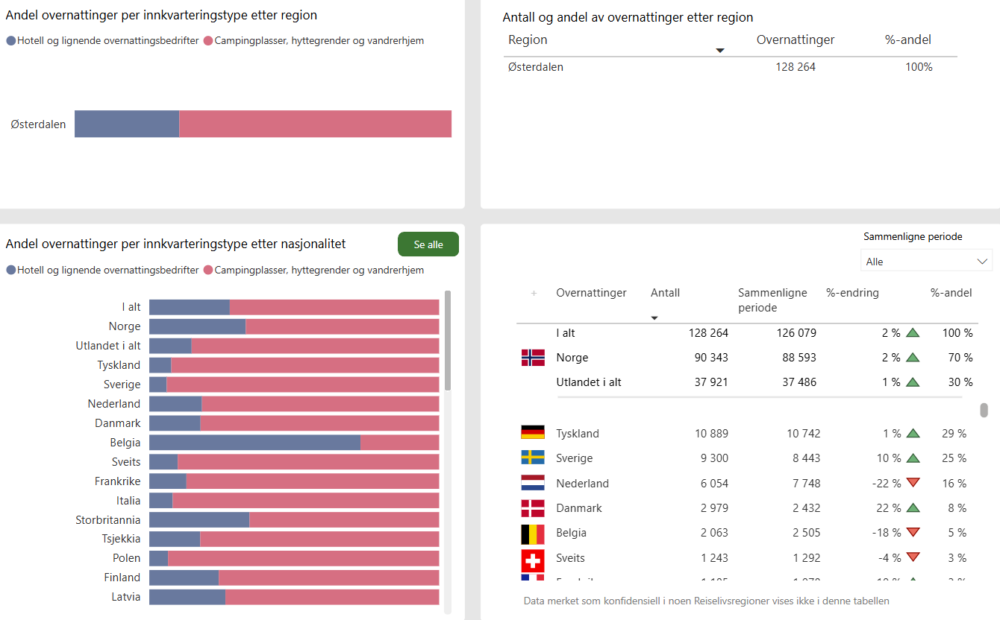 Andel overnattinger per innkvarteringstype etter region
Hotell og lignende overnattingsbedrifter Campingplasser, hyttegrender og vandrerhjem
Østerdalen
Antall og andel av overnattinger etter region
Region Overnattinger %-andel
Østerdalen 128 264 100%
Andel overnattinger per innkvarteringstype etter nasjonalitet
Se alle
Hotell og lignende overnattingsbedrifter Campingplasser, hyttegrender og vandrerhjem
I alt
Norge
Utlandet i alt
Tyskland
Sverige
Nederland
Danmark
Belgia
Sveits
Frankrike
Italia
Storbritannia
Tsjekkia
Polen
Finland
Latvia
Sammenligne periode
Alle
+ Overnattinger Antall Sammenligne %-endring %-andel
periode
I alt 128 264 126 079 2 % 100 %
Norge 90 343 88 593 2 % 70 %
Utlandet i alt 37 921 37 486 1 % 30 %
Tyskland 10 889 10 742 1 % 29 %
Sverige 9 300 8 443 10 % 25 %
Nederland 6 054 7 748 -22 % 16 %
Danmark 2 979 2 432 22 % 8 %
Belgia 2 063 2 505 -18 % 5 %
Sveits 1 243 1 292 -4 % 3 %
Data merket som konfidensiell i noen Reiselivsregioner vises ikke i denne tabellen